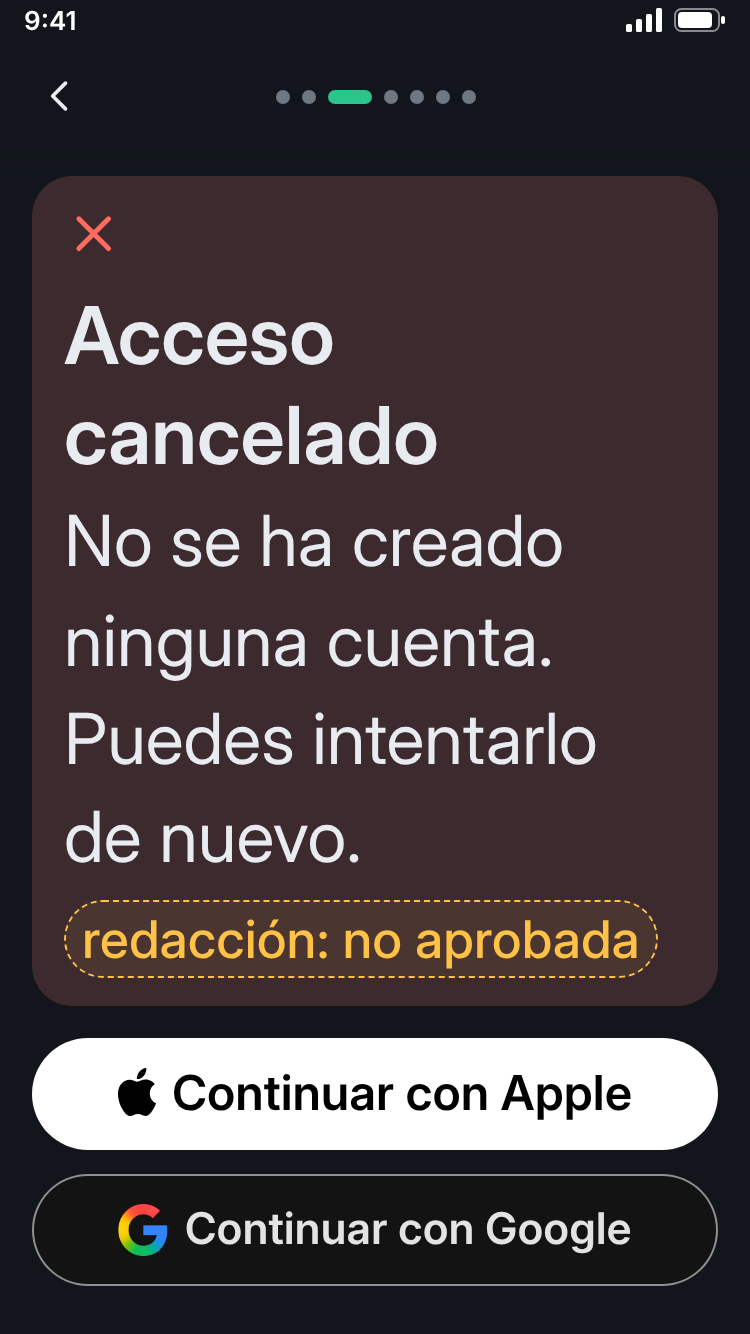 9:41
Acceso
cancelado
No se ha creado
ninguna cuenta.
Puedes intentarlo
de nuevo.
redacción: no aprobada
Continuar con Apple
Continuar con Google